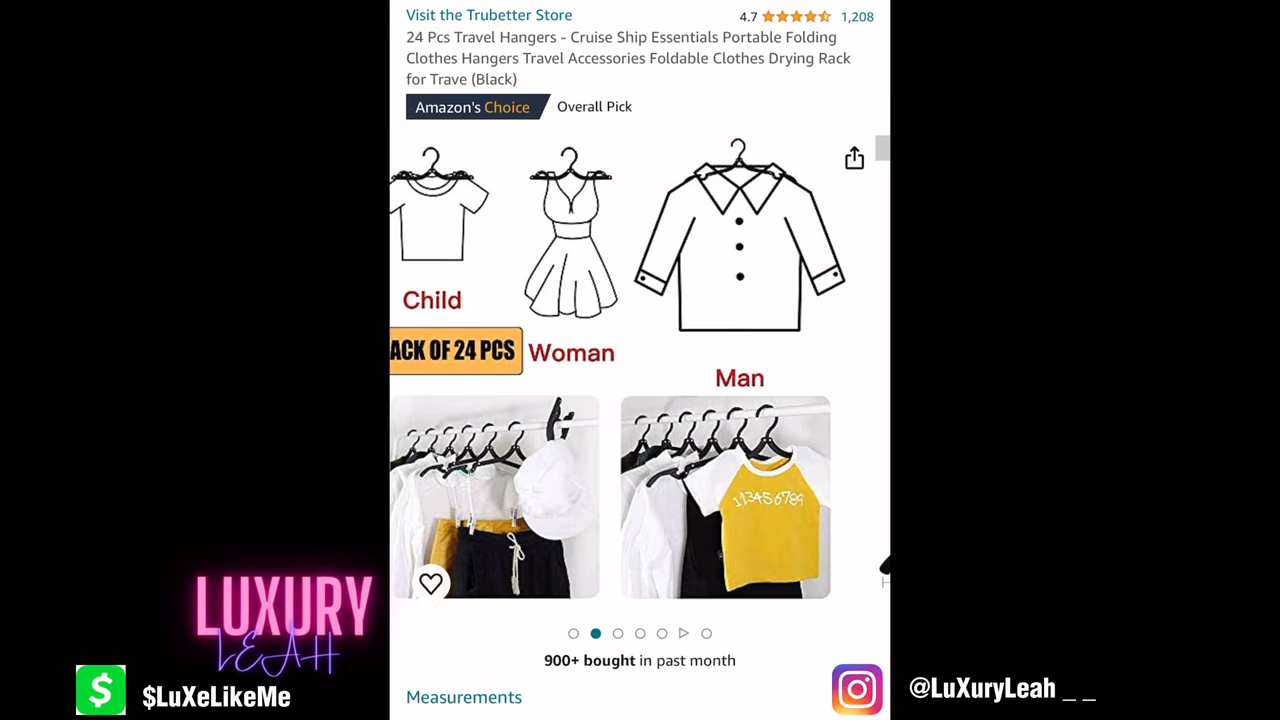 Visit the Trubetter Store
4.7 1,208
24 Pcs Travel Hangers - Cruise Ship Essentials Portable Folding
Clothes Hangers Travel Accessories Foldable Clothes Drying Rack
for Trave (Black)
Amazon's Choice Overall Pick
Child
ACK OF 24 PCS
Woman
Man
123456789
900+ bought in past month
Measurements
LUXURY
LEAH
$LuXeLikeMe
@LuXuryLeah _ _